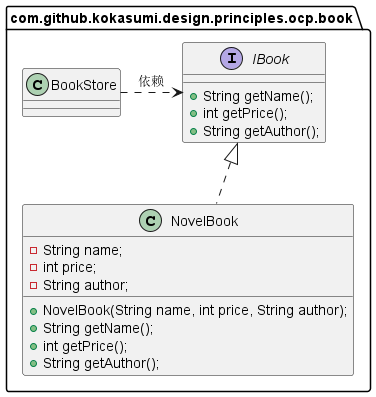 com.github.kokasumi.design.principles.ocp.book
C BookStore
依赖
I IBook
String getName();
int getPrice();
String getAuthor();
C NovelBook
String name;
int price;
String author;
NovelBook(String name, int price, String author);
String getName();
int getPrice();
String getAuthor();